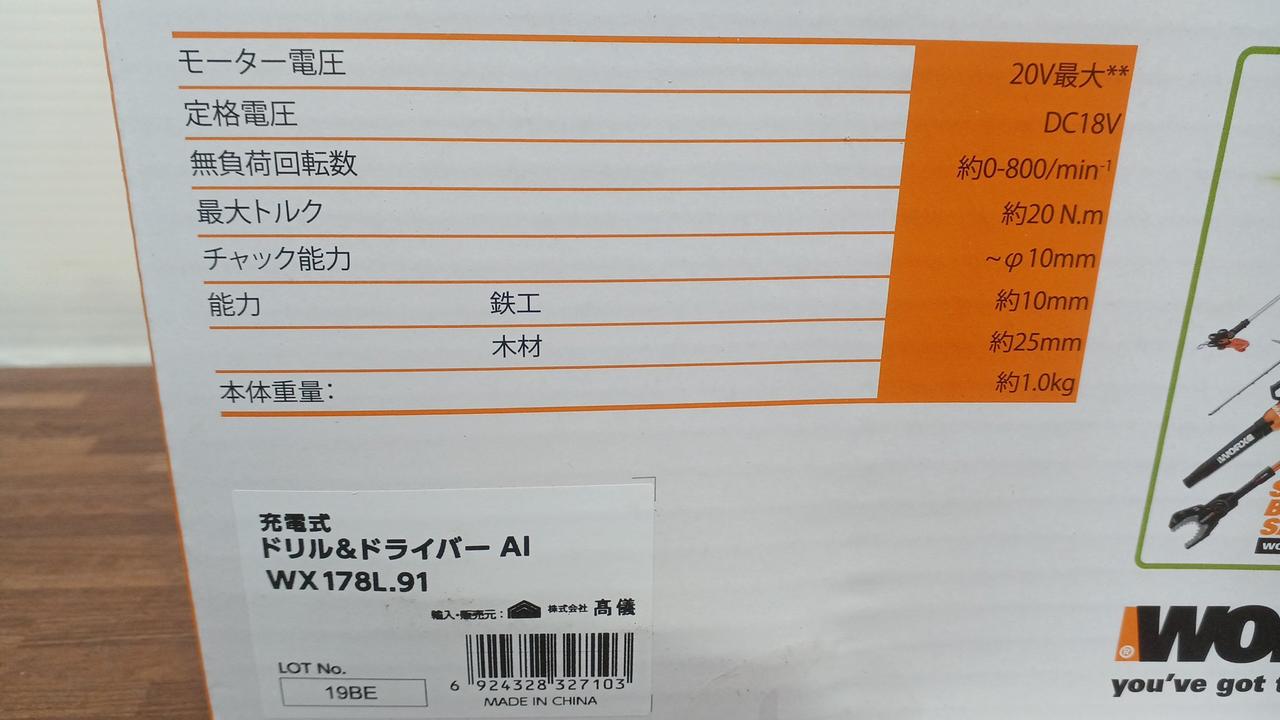 モーター電圧 20V最大**
定格電圧 DC18V
無負荷回転数 約0-800/min⁻¹
最大トルク 約20 N.m
チャック能力 ~φ10mm
能力 鉄工 約10mm
木材 約25mm
本体重量: 約1.0kg
充電式
ドリル&ドライバー AI
WX178L.91
輸入・販売元: 株式会社 高儀
LOT No.
19BE
6 924328 327103
MADE IN CHINA
WORX
WO
you've got